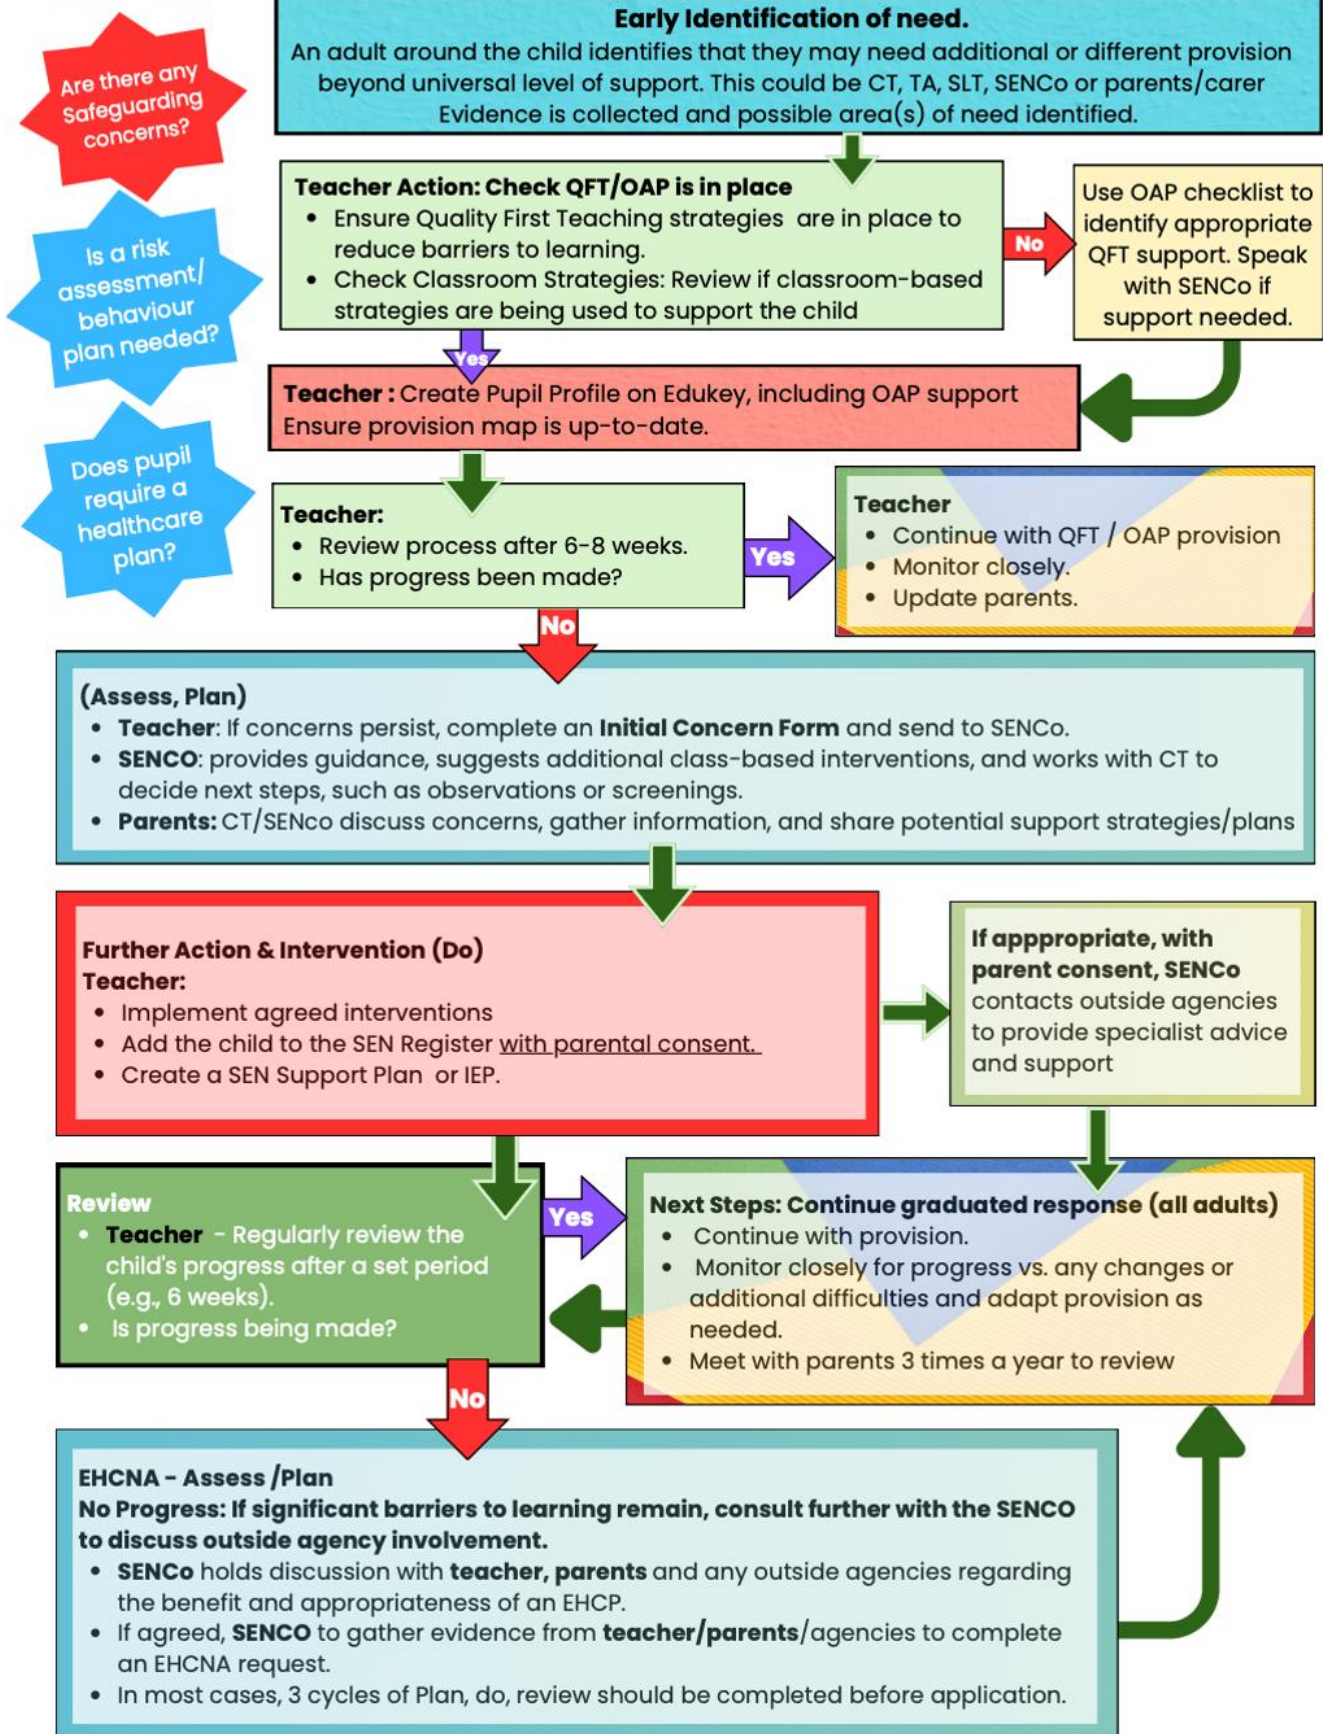 Early Identification of need.
An adult around the child identifies that they may need additional or different provision
beyond universal level of support. This could be CT, TA, SLT, SENCo or parents/carer
Evidence is collected and possible area(s) of need identified.
Are there any
Safeguarding
concerns?
Is a risk
assessment/
behaviour
plan needed?
Does pupil
require a
healthcare
plan?
Teacher Action: Check QFT/OAP is in place
• Ensure Quality First Teaching strategies are in place to
reduce barriers to learning.
• Check Classroom Strategies: Review if classroom-based
strategies are being used to support the child
No
Use OAP checklist to
identify appropriate
QFT support. Speak
with SENCo if
support needed.
Yes
Teacher : Create Pupil Profile on Edukey, including OAP support
Ensure provision map is up-to-date.
Teacher:
• Review process after 6-8 weeks.
• Has progress been made?
Yes
Teacher
• Continue with QFT / OAP provision
• Monitor closely.
• Update parents.
No
(Assess, Plan)
• Teacher: If concerns persist, complete an Initial Concern Form and send to SENCo.
• SENCO: provides guidance, suggests additional class-based interventions, and works with CT to
decide next steps, such as observations or screenings.
• Parents: CT/SENco discuss concerns, gather information, and share potential support strategies/plans
Further Action & Intervention (Do)
Teacher:
• Implement agreed interventions
• Add the child to the SEN Register with parental consent.
• Create a SEN Support Plan or IEP.
If apppropriate, with
parent consent, SENCo
contacts outside agencies
to provide specialist advice
and support
Review
• Teacher - Regularly review the
child's progress after a set period
(e.g., 6 weeks).
• Is progress being made?
Yes
Next Steps: Continue graduated response (all adults)
• Continue with provision.
• Monitor closely for progress vs. any changes or
additional difficulties and adapt provision as
needed.
• Meet with parents 3 times a year to review
No
EHCNA - Assess /Plan
No Progress: If significant barriers to learning remain, consult further with the SENCO
to discuss outside agency involvement.
• SENCo holds discussion with teacher, parents and any outside agencies regarding
the benefit and appropriateness of an EHCP.
• If agreed, SENCO to gather evidence from teacher/parents/agencies to complete
an EHCNA request.
• In most cases, 3 cycles of Plan, do, review should be completed before application.